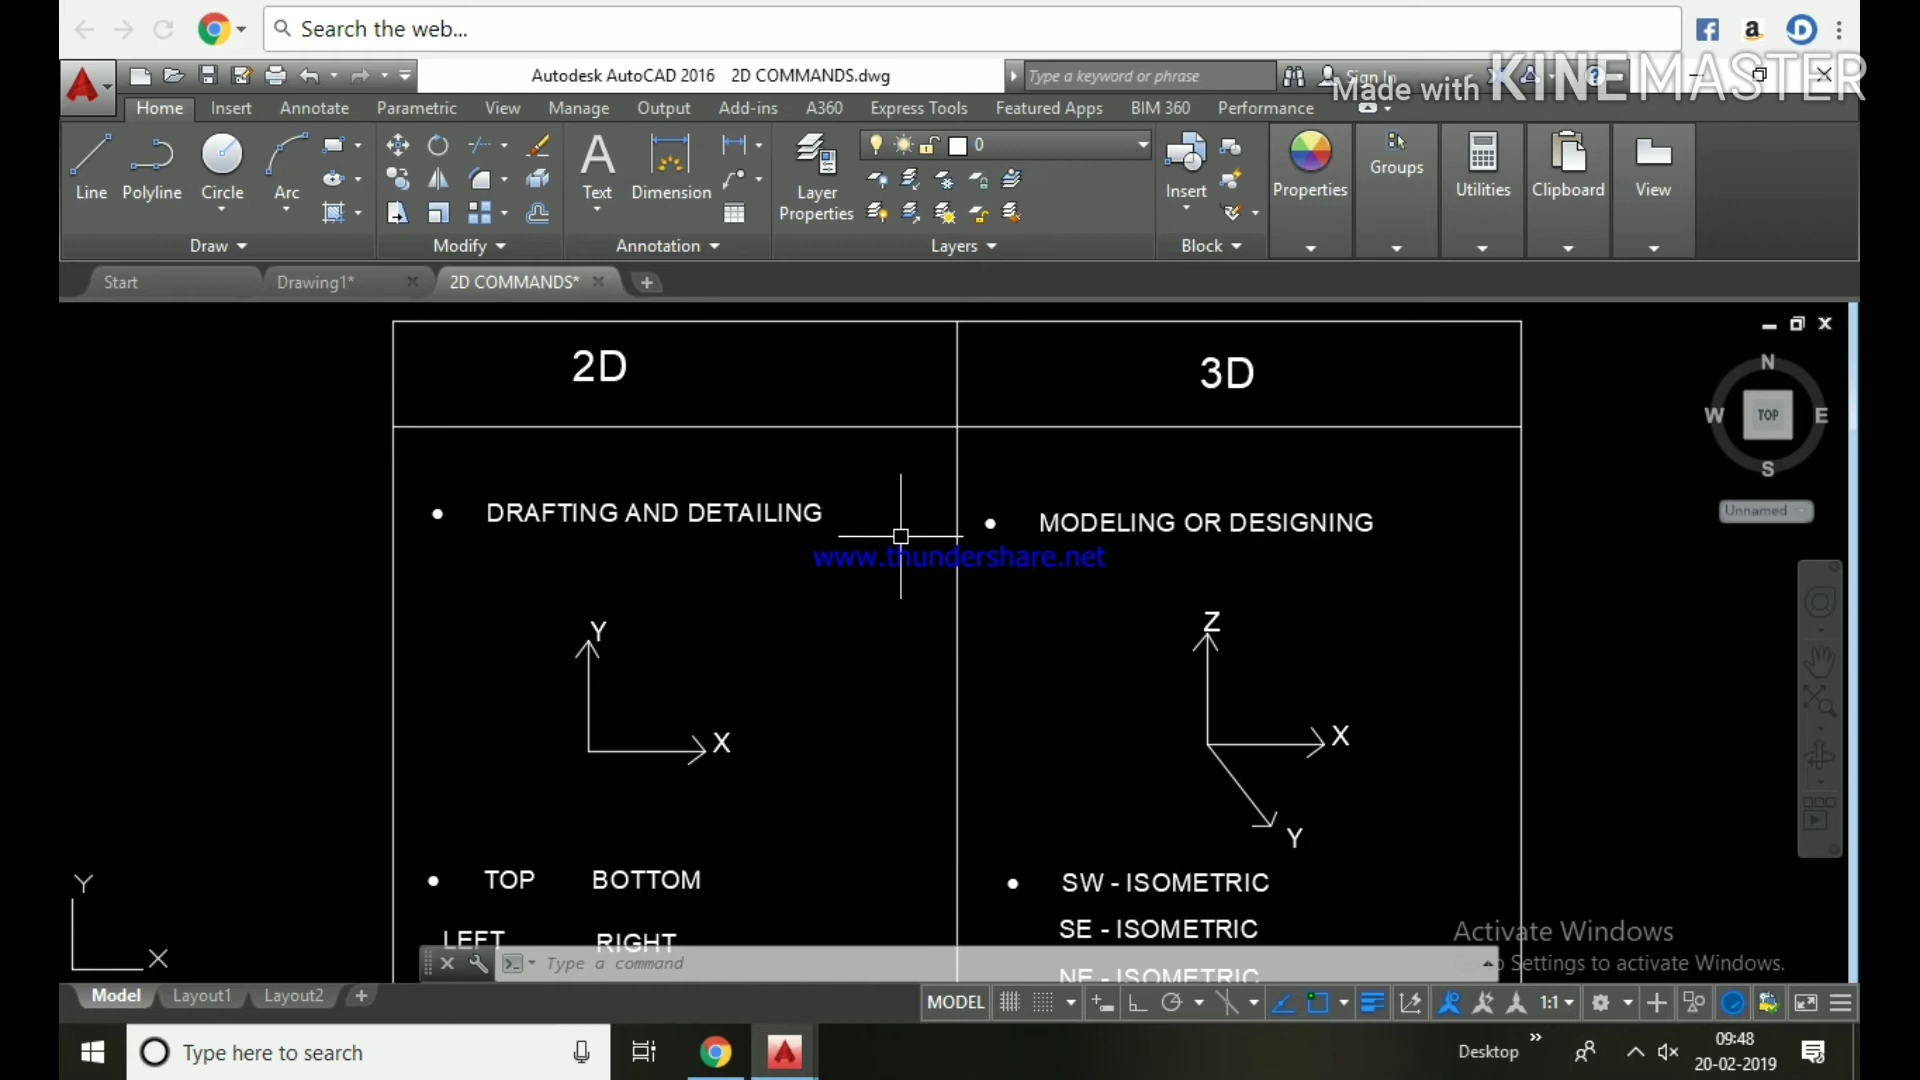 Search the web...
Autodesk AutoCAD 2016 2D COMMANDS.dwg
Type a keyword or phrase
Sign In
Made with KINEMASTER
Home Insert Annotate Parametric View Manage Output Add-ins A360 Express Tools Featured Apps BIM 360 Performance
0
Line Polyline Circle Arc
Text Dimension
Layer Properties
Insert
Properties
Groups
Utilities
Clipboard
View
Draw Modify Annotation Layers Block
Start Drawing1* 2D COMMANDS*
2D 3D
N
W TOP E
S
Unnamed
DRAFTING AND DETAILING
MODELING OR DESIGNING
www.thundershare.net
Y
X
Z
X
Y
TOP BOTTOM
LEFT RIGHT
SW - ISOMETRIC
SE - ISOMETRIC
NE - ISOMETRIC
Y
X
Activate Windows
Settings to activate Windows.
Type a command
Model Layout1 Layout2
MODEL
1:1
Type here to search
Desktop
09:48
20-02-2019